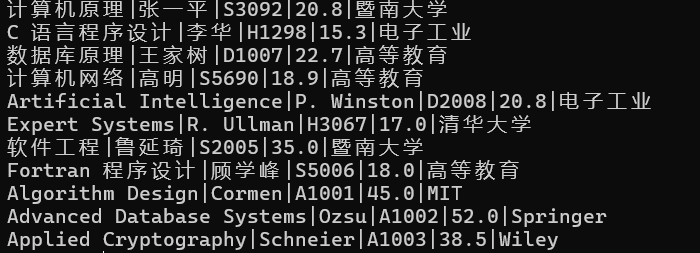 计算机原理|张一平|S3092|20.8|暨南大学
C 语言程序设计|李华|H1298|15.3|电子工业
数据库原理|王家树|D1007|22.7|高等教育
计算机网络|高明|S5690|18.9|高等教育
Artificial Intelligence|P. Winston|D2008|20.8|电子工业
Expert Systems|R. Ullman|H3067|17.0|清华大学
软件工程|鲁延琦|S2005|35.0|暨南大学
Fortran 程序设计|顾学峰|S5006|18.0|高等教育
Algorithm Design|Cormen|A1001|45.0|MIT
Advanced Database Systems|Ozsu|A1002|52.0|Springer
Applied Cryptography|Schneier|A1003|38.5|Wiley